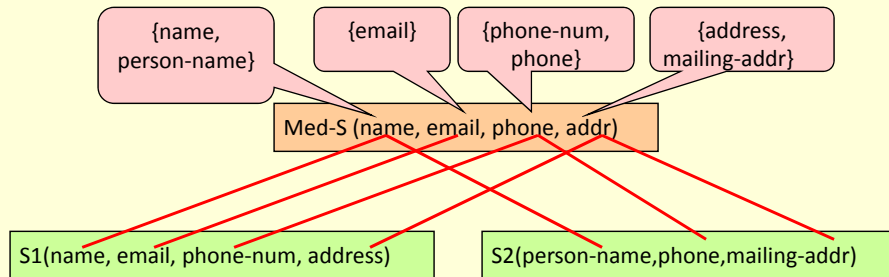 {name,
person-name}
{email}
{phone-num,
phone}
{address,
mailing-addr}
Med-S (name, email, phone, addr)
S1(name, email, phone-num, address)
S2(person-name,phone,mailing-addr)